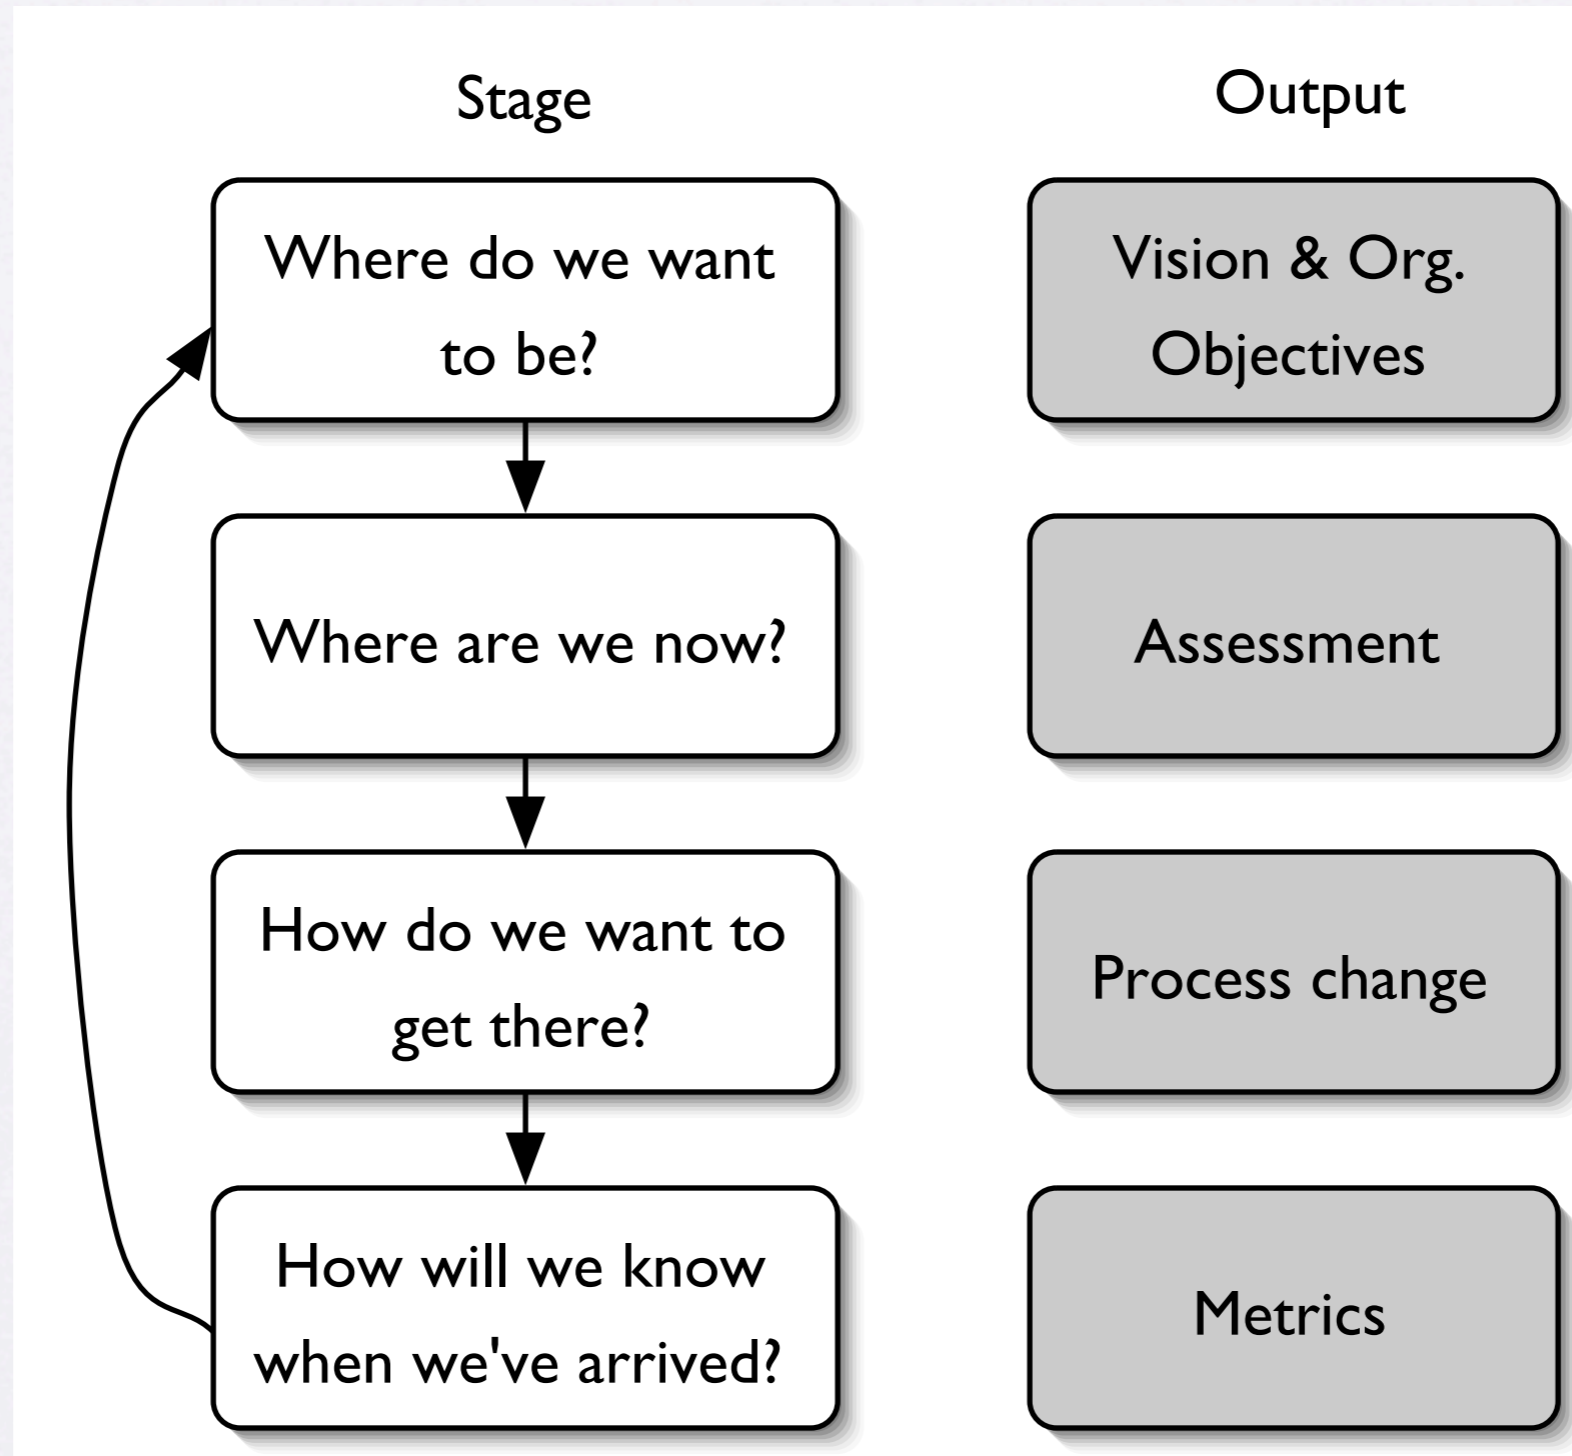 Stage
Output
Where do we want
to be?
Vision & Org.
Objectives
Where are we now?
Assessment
How do we want to
get there?
Process change
How will we know
when we've arrived?
Metrics